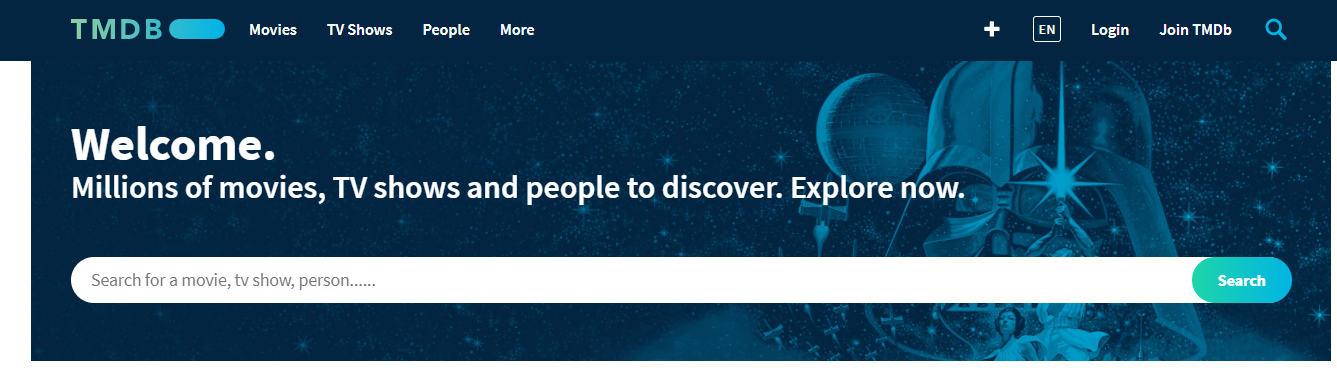 TMDB Movies TV Shows People More + EN Login Join TMDb
Welcome.
Millions of movies, TV shows and people to discover. Explore now.
Search for a movie, tv show, person...... Search